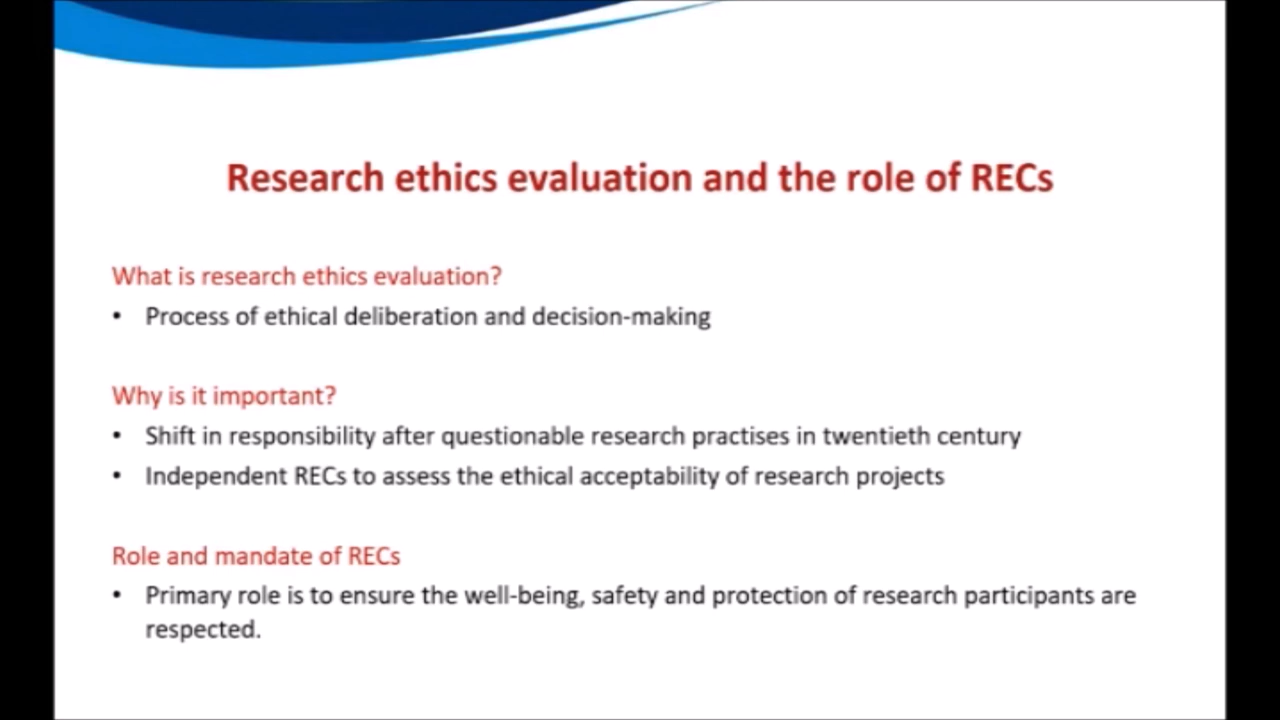 Research ethics evaluation and the role of RECs
What is research ethics evaluation?
• Process of ethical deliberation and decision-making
Why is it important?
• Shift in responsibility after questionable research practises in twentieth century
• Independent RECs to assess the ethical acceptability of research projects
Role and mandate of RECs
• Primary role is to ensure the well-being, safety and protection of research participants are
respected.